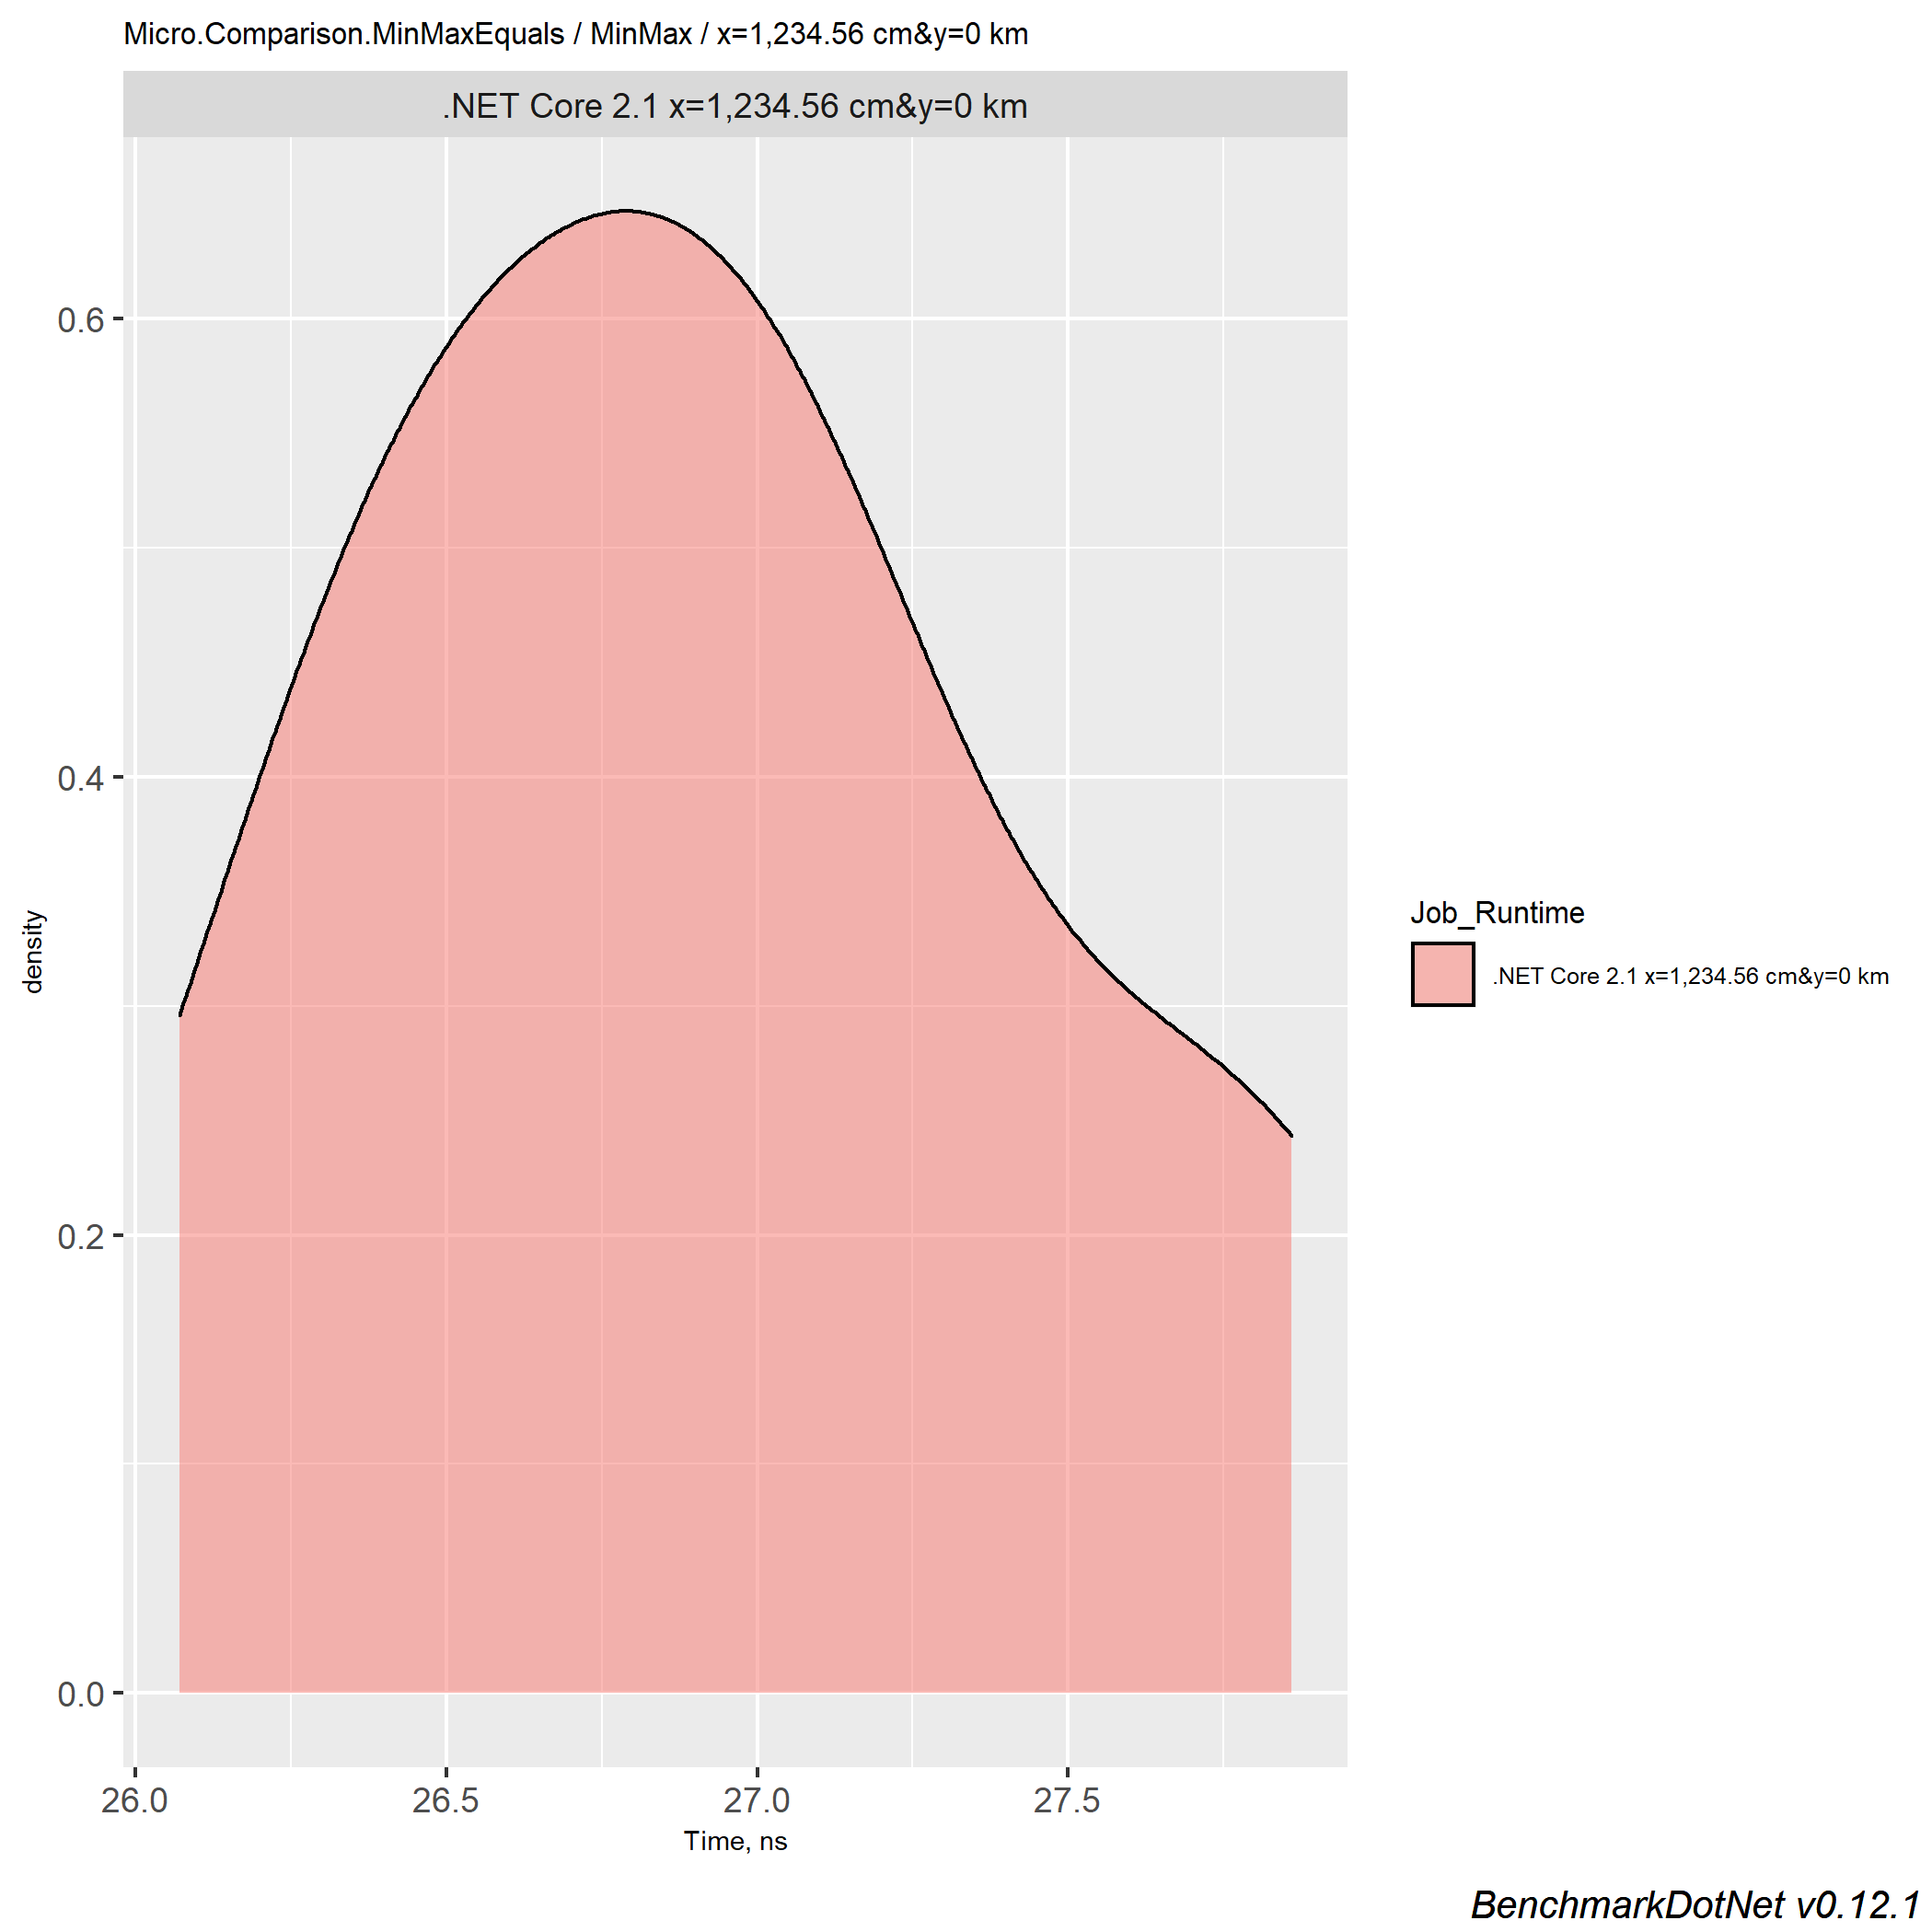 Micro.Comparison.MinMaxEquals / MinMax / x=1,234.56 cm&y=0 km
.NET Core 2.1 x=1,234.56 cm&y=0 km
0.6
0.4
0.2
0.0
density
26.0 26.5 27.0 27.5
Time, ns
Job_Runtime
.NET Core 2.1 x=1,234.56 cm&y=0 km
BenchmarkDotNet v0.12.1